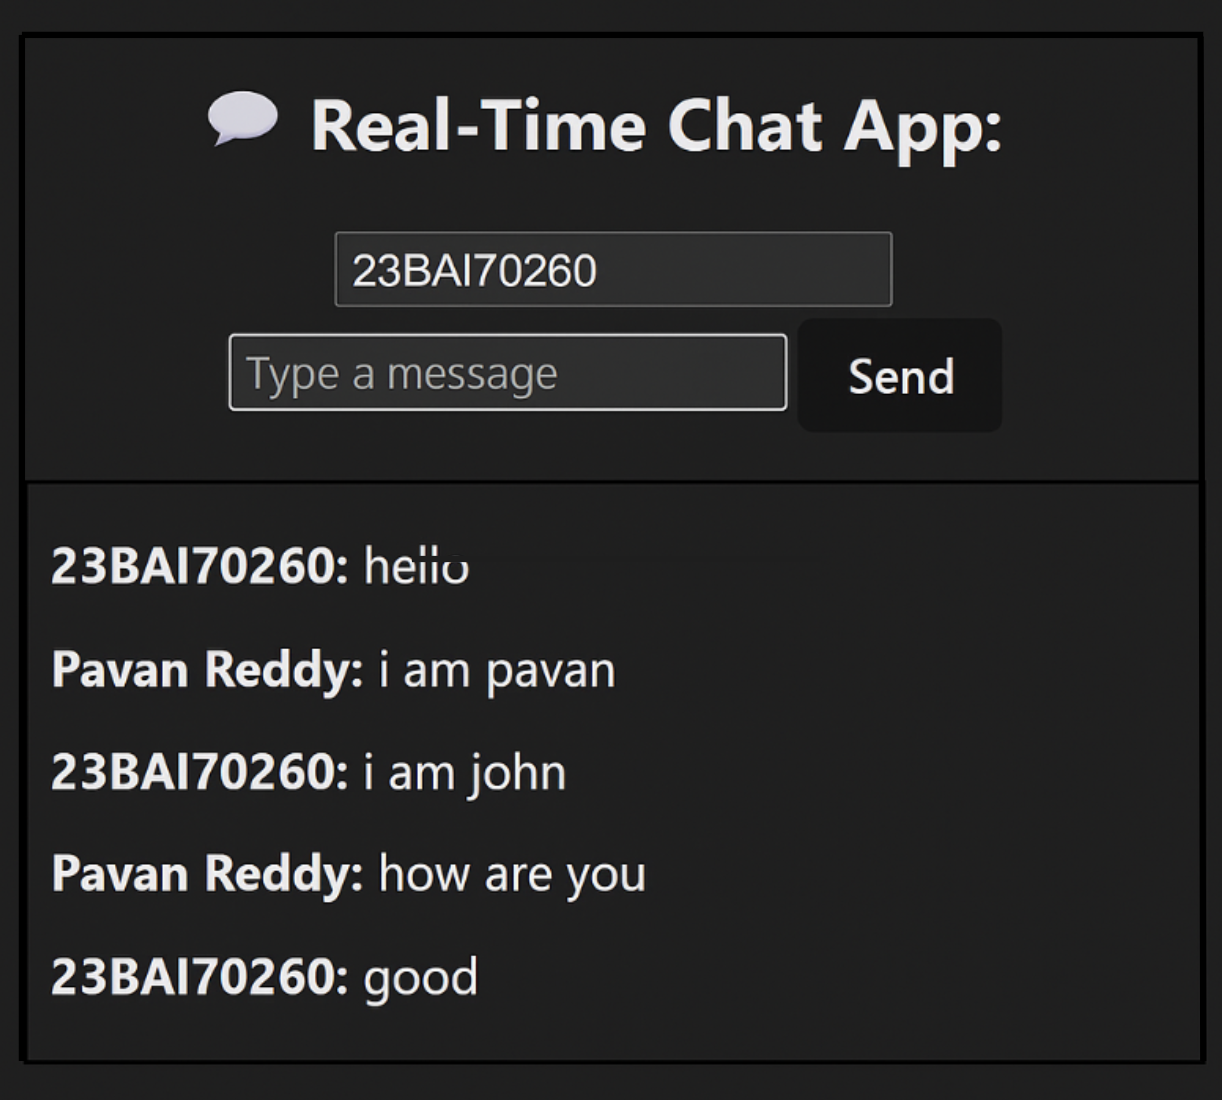 💬 Real-Time Chat App:
23BAI70260
Type a message
Send
23BAI70260: hello
Pavan Reddy: i am pavan
23BAI70260: i am john
Pavan Reddy: how are you
23BAI70260: good